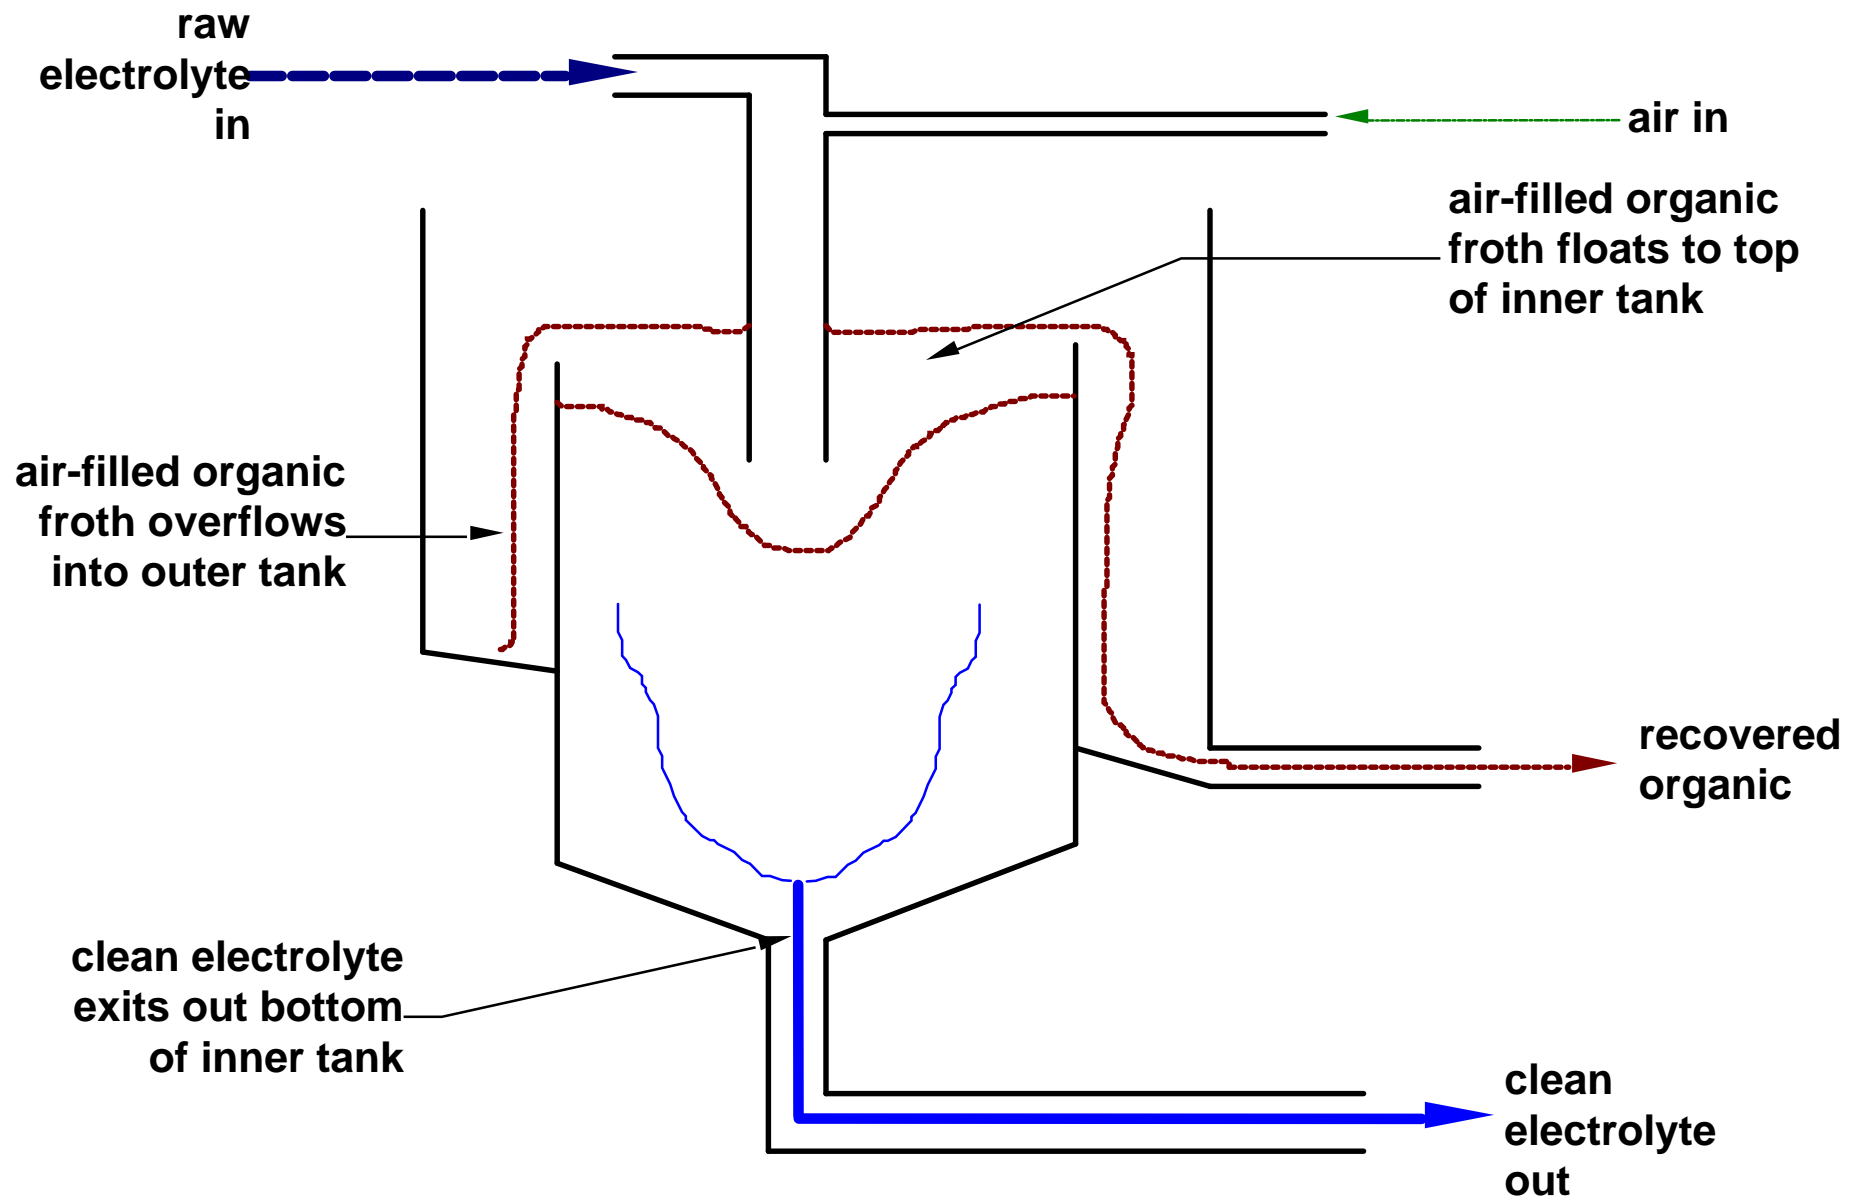 raw
electrolyte
in
air in
air-filled organic
froth floats to top
of inner tank
air-filled organic
froth overflows
into outer tank
recovered
organic
clean electrolyte
exits out bottom
of inner tank
clean
electrolyte
out